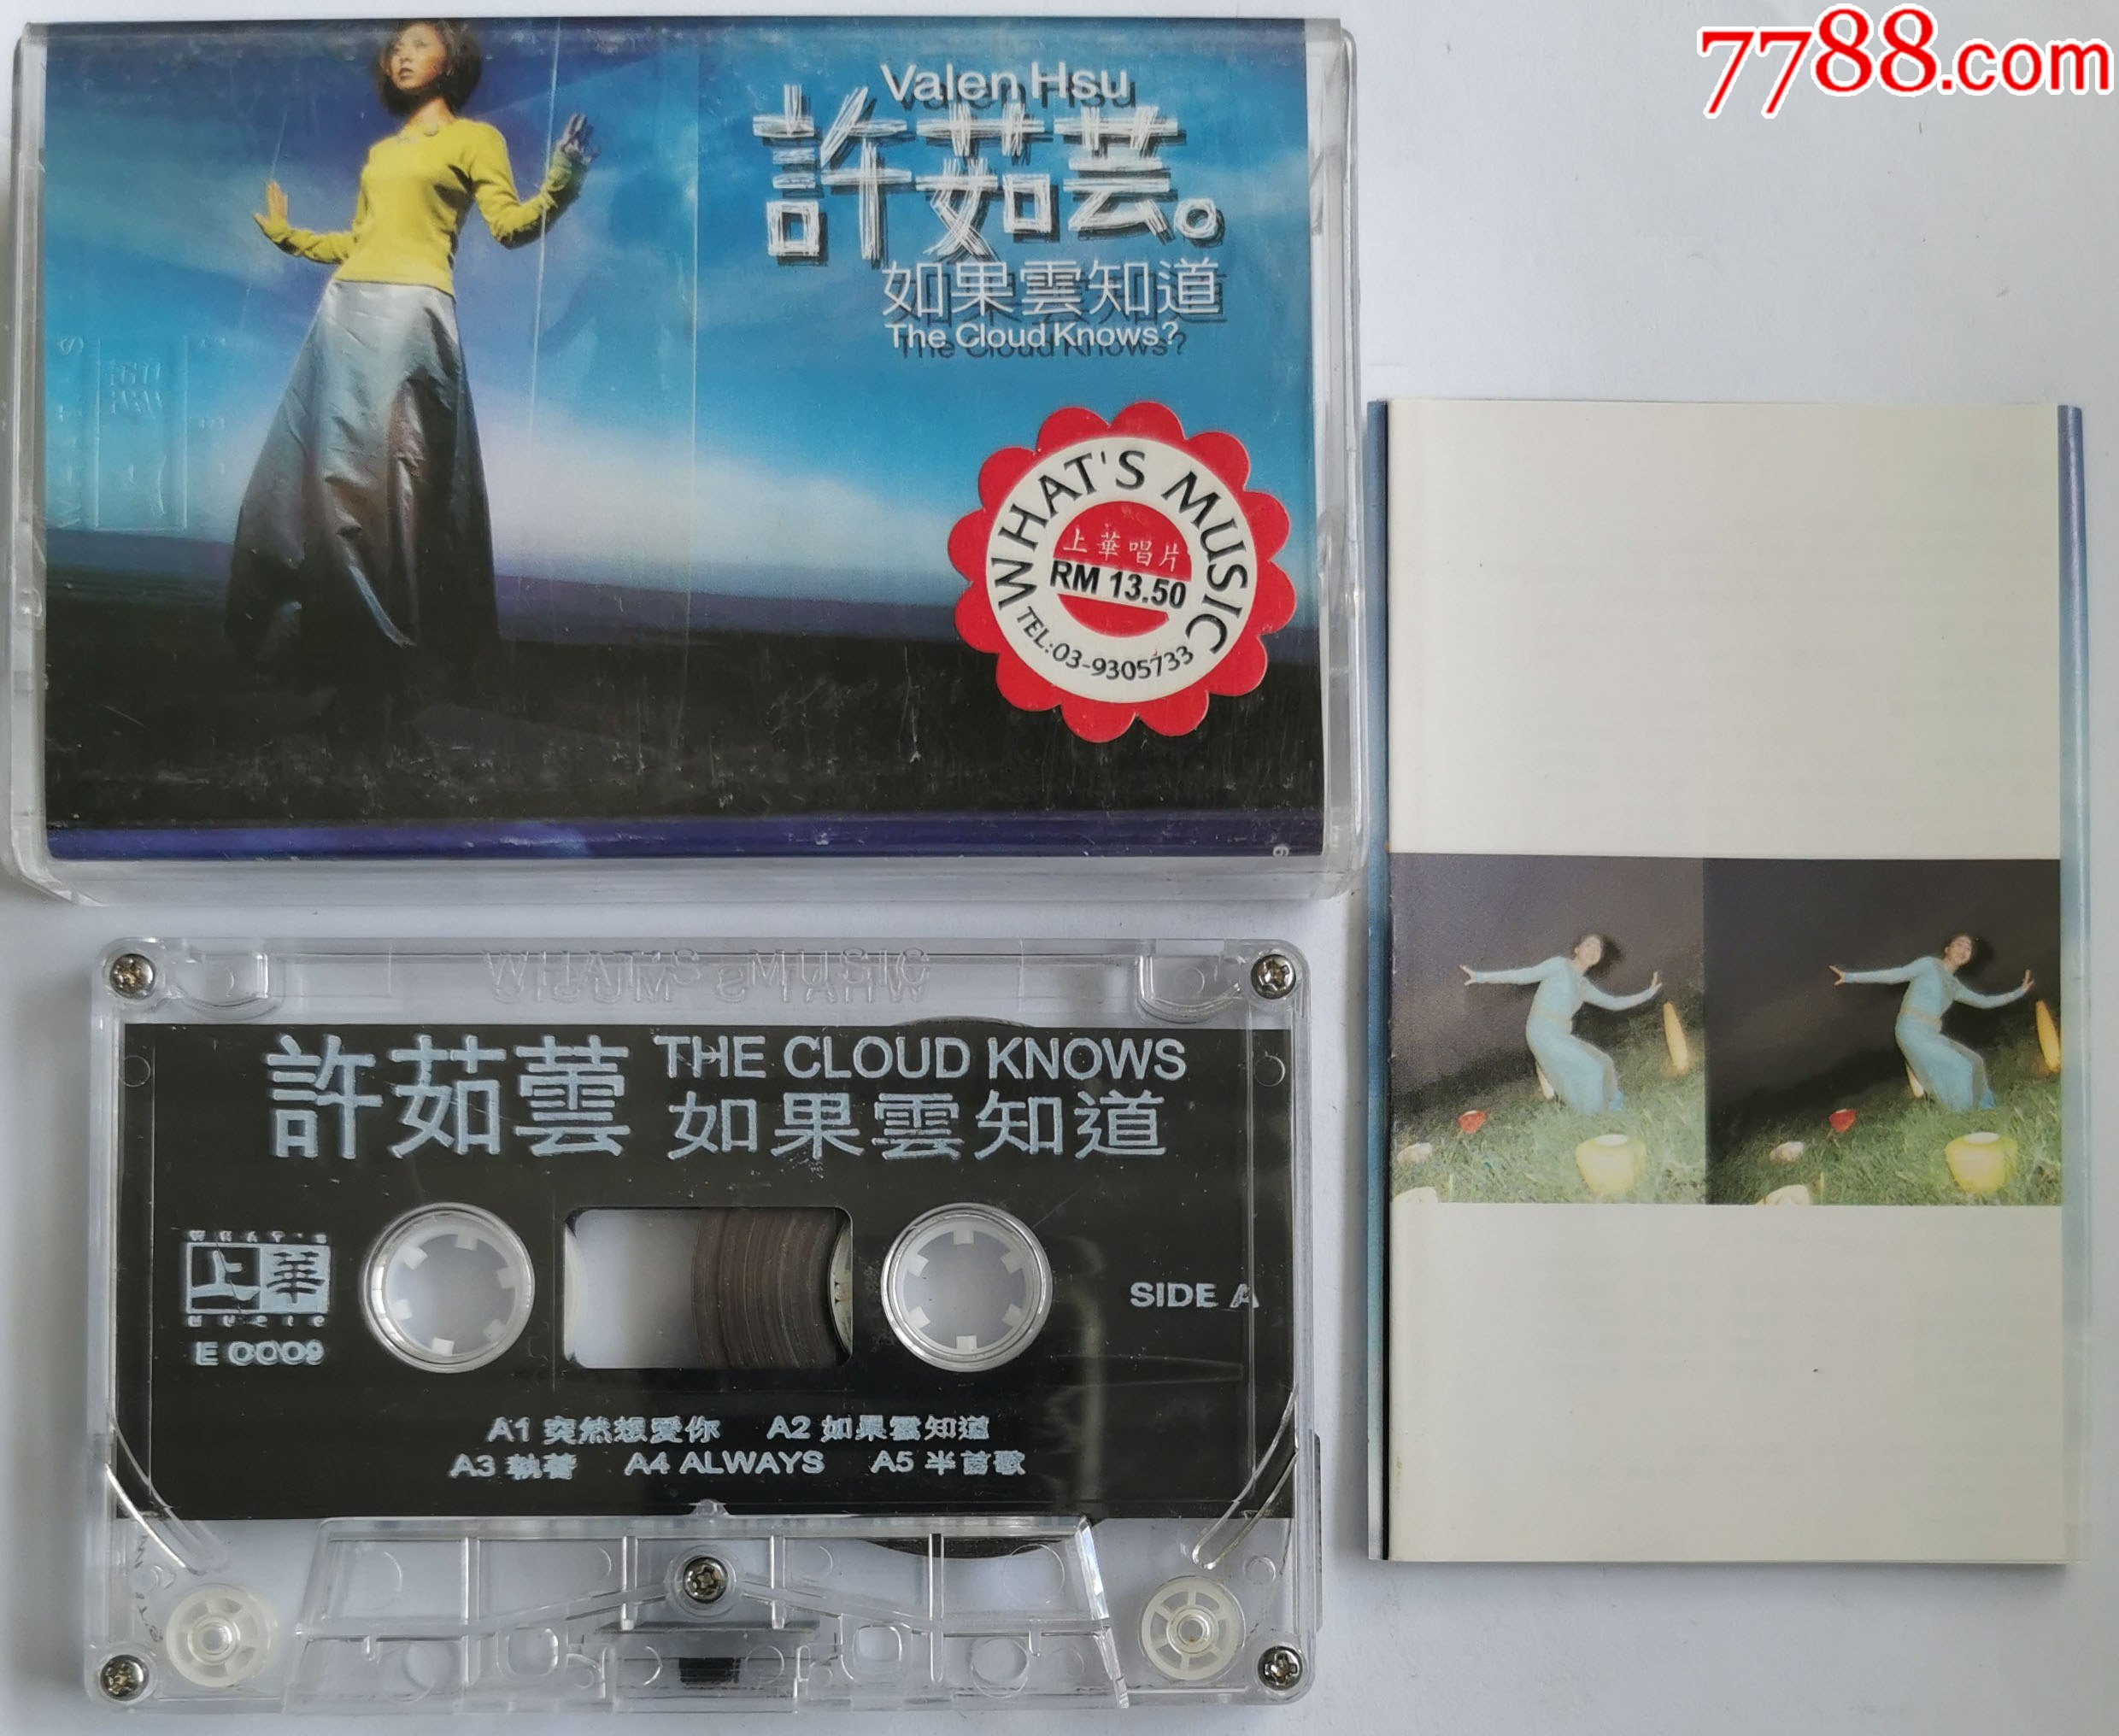 7788.com
Valen Hsu
許茹芸。
如果雲知道
The Cloud Knows?
WHAT'S MUSIC
上華唱片
RM 13.50
TEL:03-9305733
WHAT'S MUSIC
許茹蕓 THE CLOUD KNOWS
如果雲知道
WHAT'S
上華
MUSIC
E 0009
SIDE A
A1 突然想愛你 A2 如果雲知道
A3 執著 A4 ALWAYS A5 半首歌